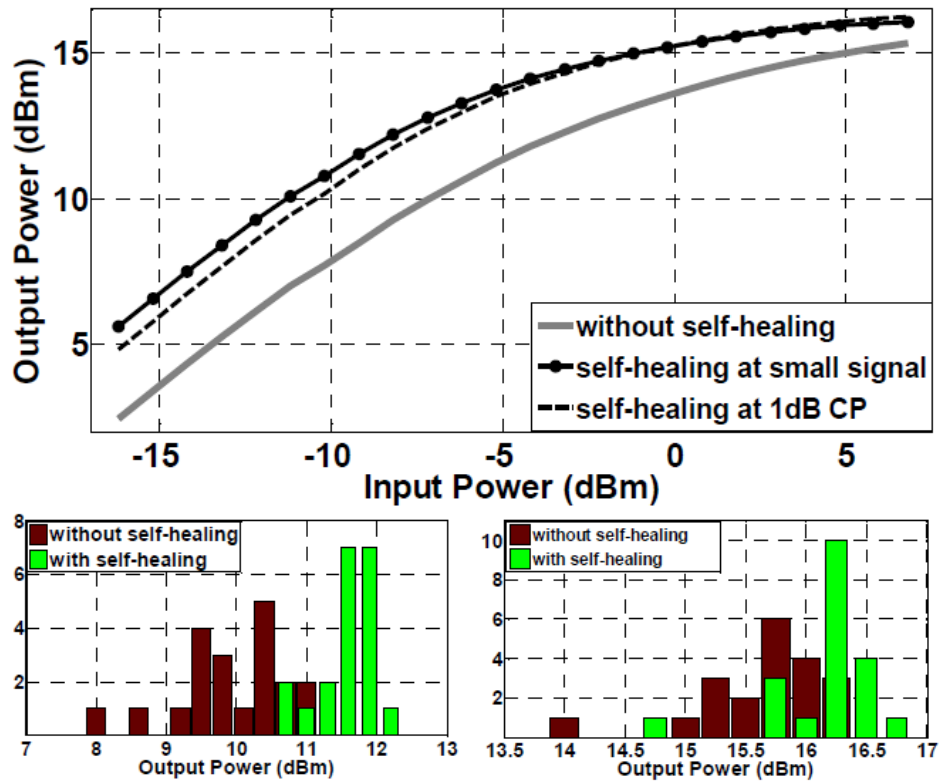 15
10
5
Output Power (dBm)
without self-healing
self-healing at small signal
self-healing at 1dB CP
-15 -10 -5 0 5
Input Power (dBm)
8
6
4
2
without self-healing
with self-healing
7 8 9 10 11 12 13
Output Power (dBm)
10
8
6
4
2
without self-healing
with self-healing
13.5 14 14.5 15 15.5 16 16.5 17
Output Power (dBm)